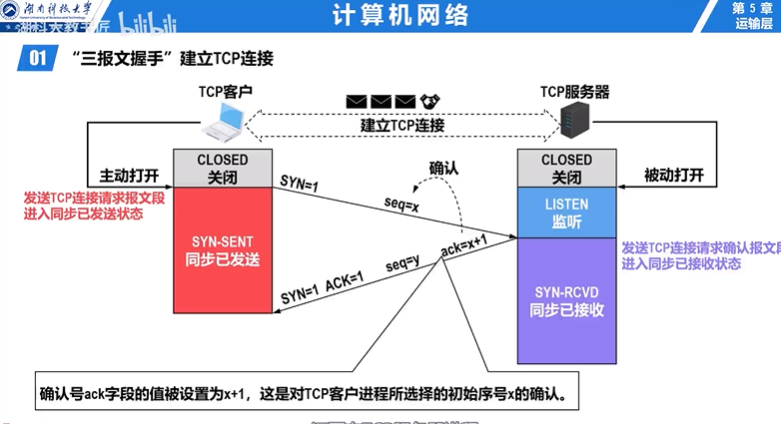 湖南科技大学
bilibili
计算机网络
第 5 章
运输层
01
“三报文握手”建立TCP连接
TCP客户
TCP服务器
建立TCP连接
主动打开
CLOSED
关闭
SYN=1
seq=x
确认
CLOSED
关闭
被动打开
发送TCP连接请求报文段
进入同步已发送状态
LISTEN
监听
SYN-SENT
同步已发送
SYN=1 ACK=1
seq=y
ack=x+1
发送TCP连接请求确认报文段
进入同步已接收状态
SYN-RCVD
同步已接收
确认号ack字段的值被设置为x+1，这是对TCP客户进程所选择的初始序号x的确认。